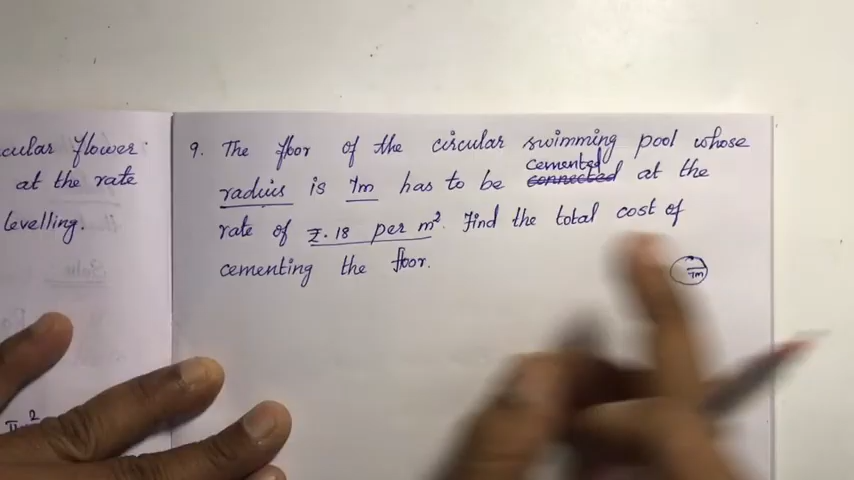 cular flower.
at the rate
levelling.
9. The floor of the circular swimming pool whose
cemented
radius is 7m has to be connected at the
rate of ₹. 18 per m². Find the total cost of
cementing the floor.
7m